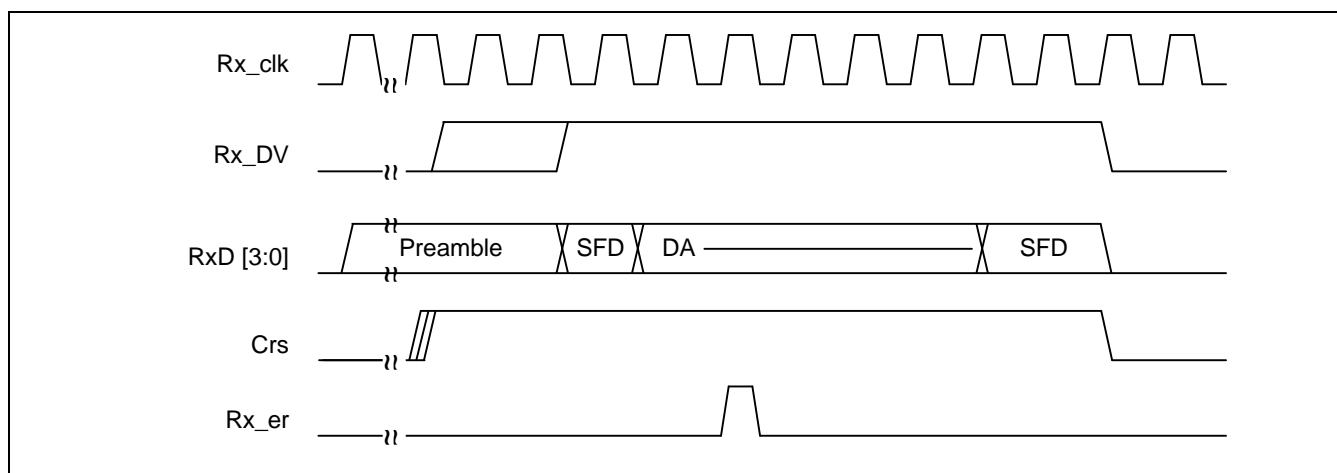 Rx_clk
Rx_DV
RxD [3:0]
Preamble SFD DA SFD
Crs
Rx_er